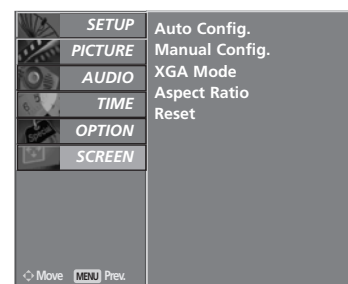 SETUP
PICTURE
AUDIO
TIME
OPTION
SCREEN
Auto Config.
Manual Config.
XGA Mode
Aspect Ratio
Reset
Move MENU Prev.